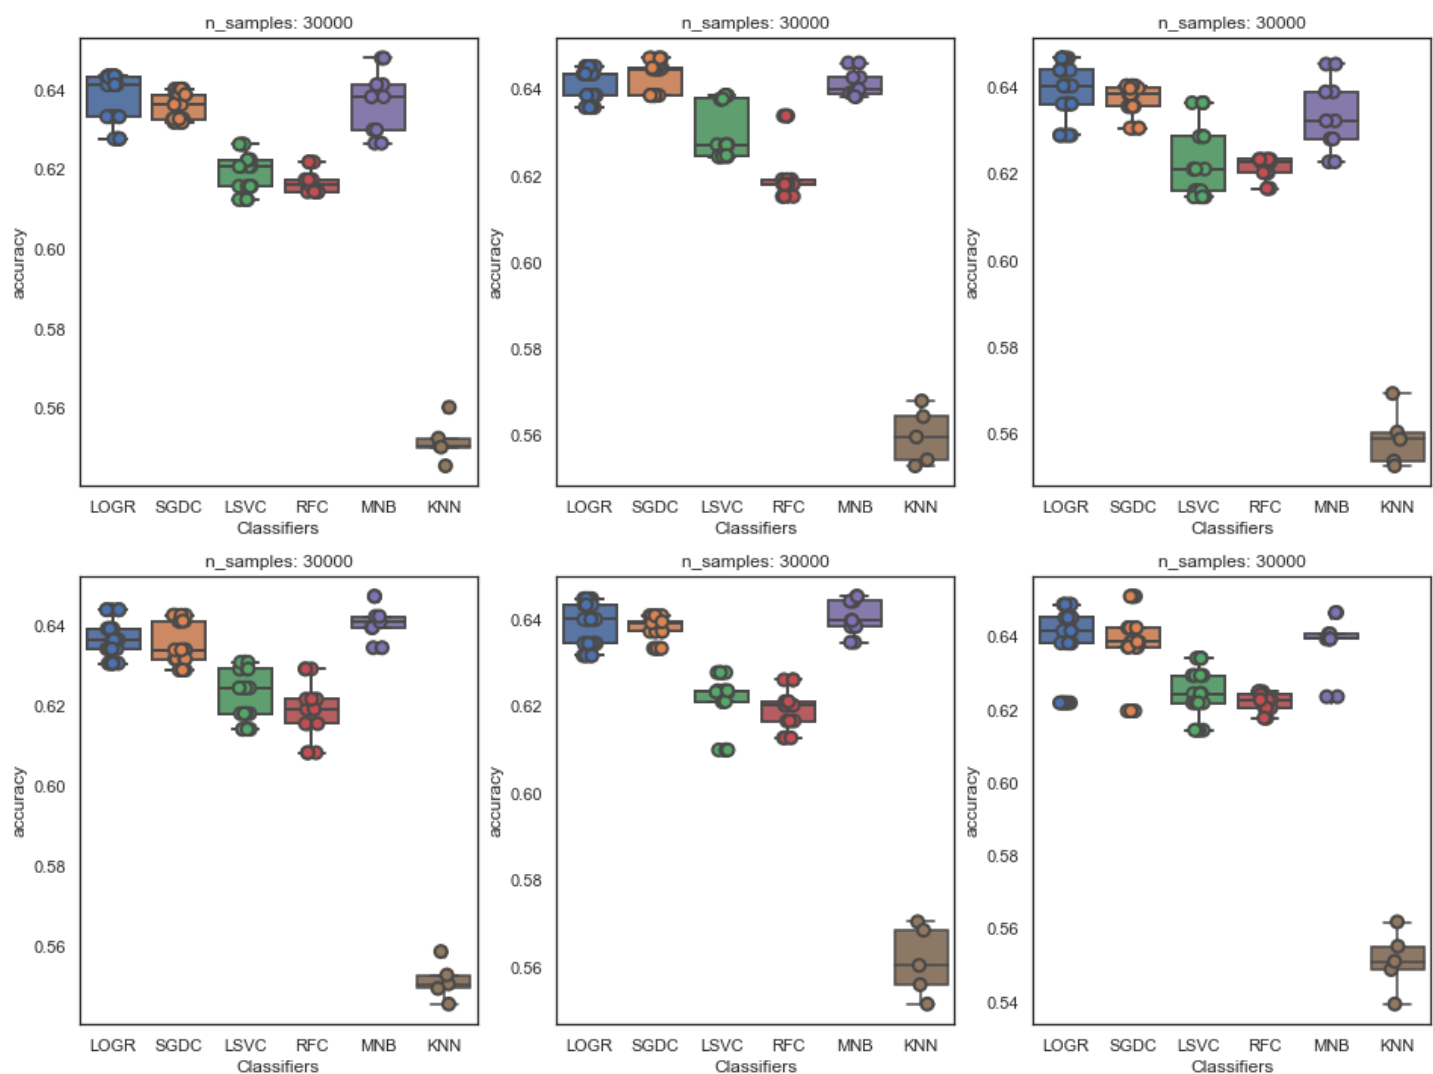 n_samples: 30000
n_samples: 30000
n_samples: 30000
accuracy
0.64
0.62
0.60
0.58
0.56
LOGR SGDC LSVC RFC MNB KNN
Classifiers
accuracy
0.64
0.62
0.60
0.58
0.56
LOGR SGDC LSVC RFC MNB KNN
Classifiers
accuracy
0.64
0.62
0.60
0.58
0.56
LOGR SGDC LSVC RFC MNB KNN
Classifiers
n_samples: 30000
n_samples: 30000
n_samples: 30000
accuracy
0.64
0.62
0.60
0.58
0.56
LOGR SGDC LSVC RFC MNB KNN
Classifiers
accuracy
0.64
0.62
0.60
0.58
0.56
LOGR SGDC LSVC RFC MNB KNN
Classifiers
accuracy
0.64
0.62
0.60
0.58
0.56
0.54
LOGR SGDC LSVC RFC MNB KNN
Classifiers